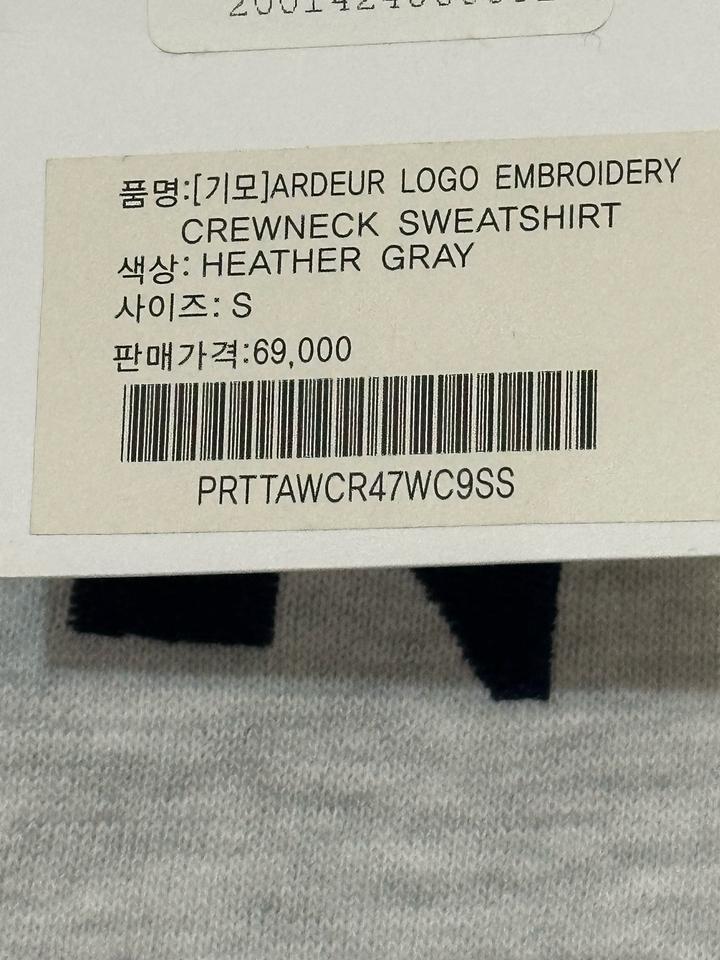 품명:[기모]ARDEUR LOGO EMBROIDERY
CREWNECK SWEATSHIRT
색상: HEATHER GRAY
사이즈: S
판매가격:69,000
PRTTAWCR47WC9SS